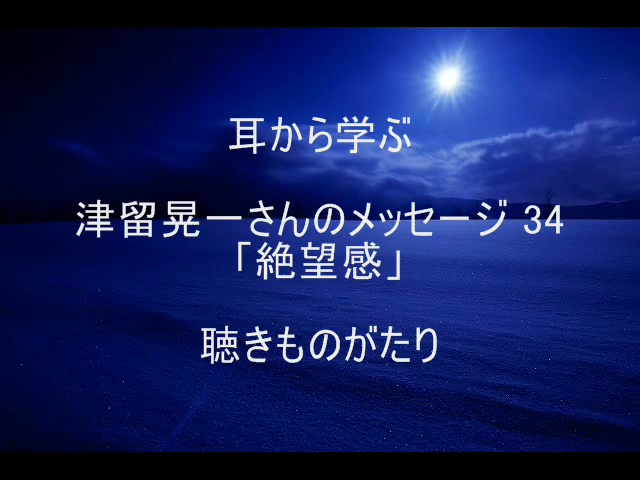 耳から学ぶ
津留晃一さんのメッセージ 34
「絶望感」
聴きものがたり